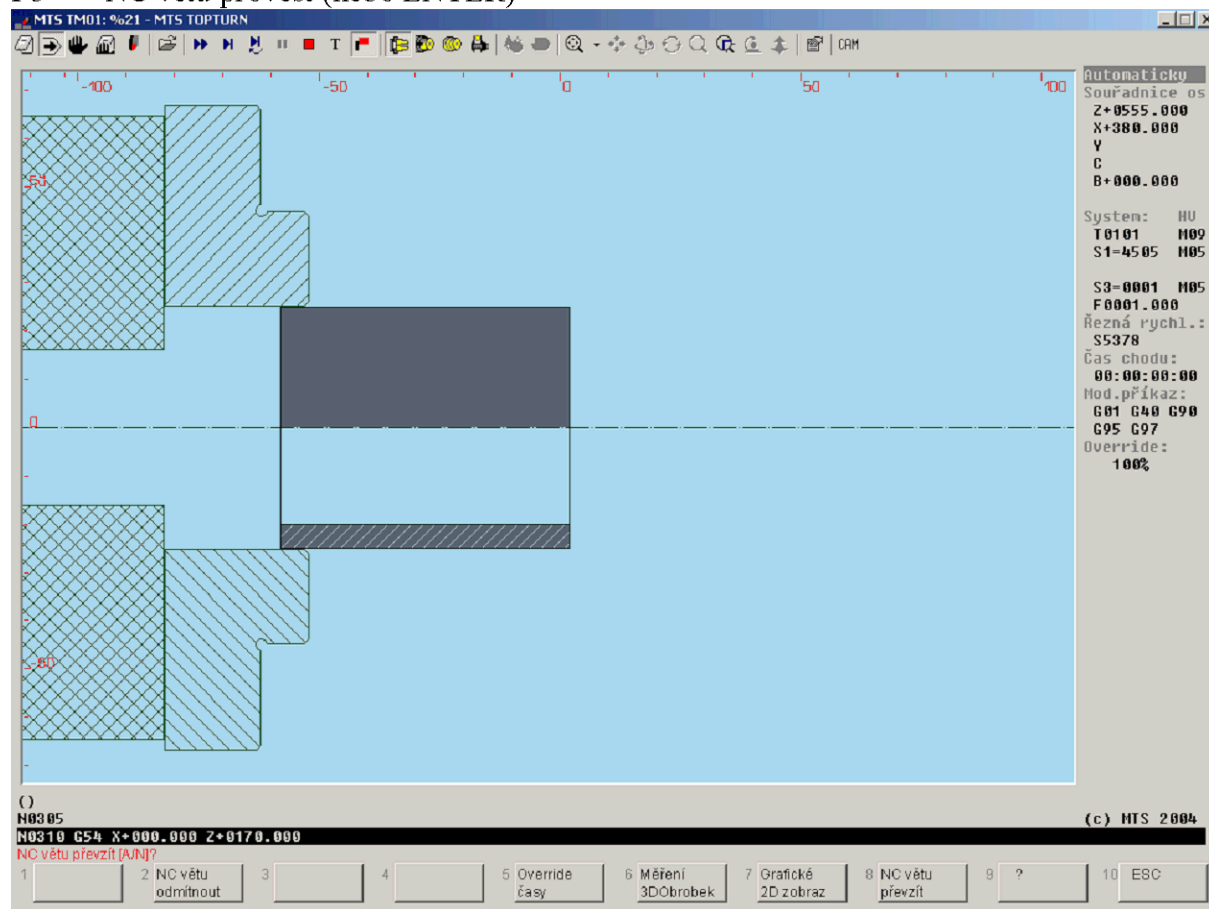 MTS TM01: %21 - MTS TOPTURN
T CAM
-100 -50 0 50 100
0
Automaticky
Souřadnice os
Z+0555.000
X+380.000
Y
C
B+000.000
System: HV
T0101 M09
S1=4505 M05
S3=0001 M05
F0001.000
Řezná rychl.:
S5378
Čas chodu:
00:00:00:00
Mod.příkaz:
G01 G40 G90
G95 G97
Override:
100%
()
N0305
(c) MTS 2004
N0310 G54 X+000.000 Z+0170.000
NC větu převzít [A/N]?
1
2 NC větu odmítnout
3
4
5 Override časy
6 Měření 3DObrobek
7 Grafické 2D zobraz
8 NC větu převzít
9 ?
10 ESC